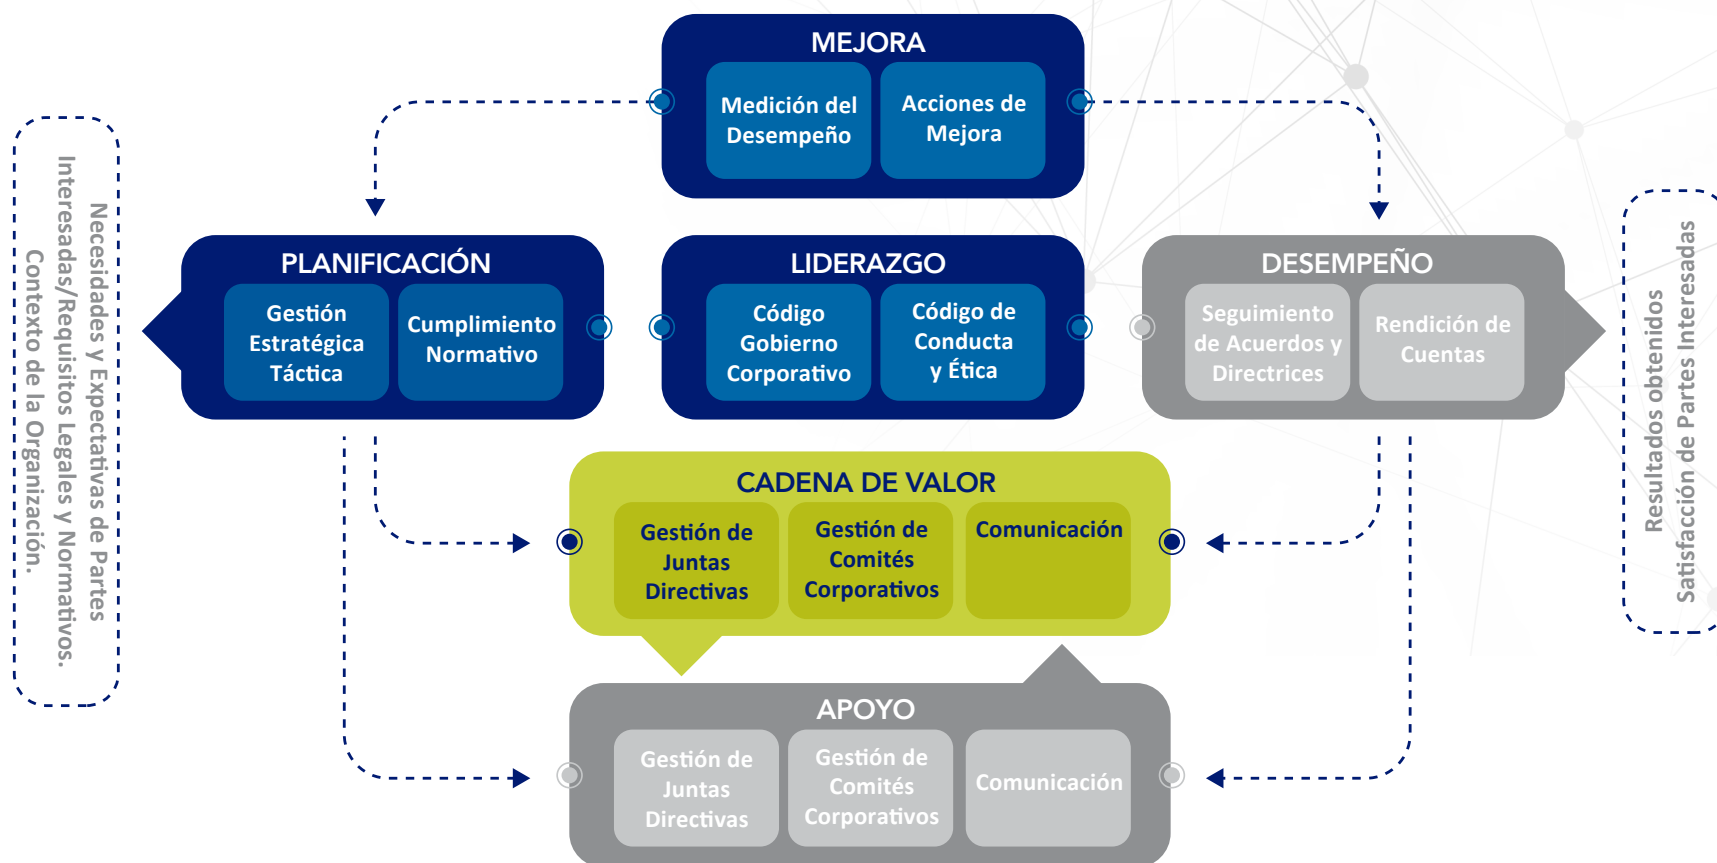 MEJORA
Medición del
Desempeño
Acciones de
Mejora
Necesidades y Expectativas de Partes
Interesadas/Requisitos Legales y Normativos.
Contexto de la Organización.
PLANIFICACIÓN
Gestión
Estratégica
Táctica
Cumplimiento
Normativo
LIDERAZGO
Código
Gobierno
Corporativo
Código de
Conducta
y Ética
DESEMPEÑO
Seguimiento
de Acuerdos y
Directrices
Rendición de
Cuentas
Resultados obtenidos
Satisfacción de Partes Interesadas
CADENA DE VALOR
Gestión de
Juntas
Directivas
Gestión de
Comités
Corporativos
Comunicación
APOYO
Gestión de
Juntas
Directivas
Gestión de
Comités
Corporativos
Comunicación